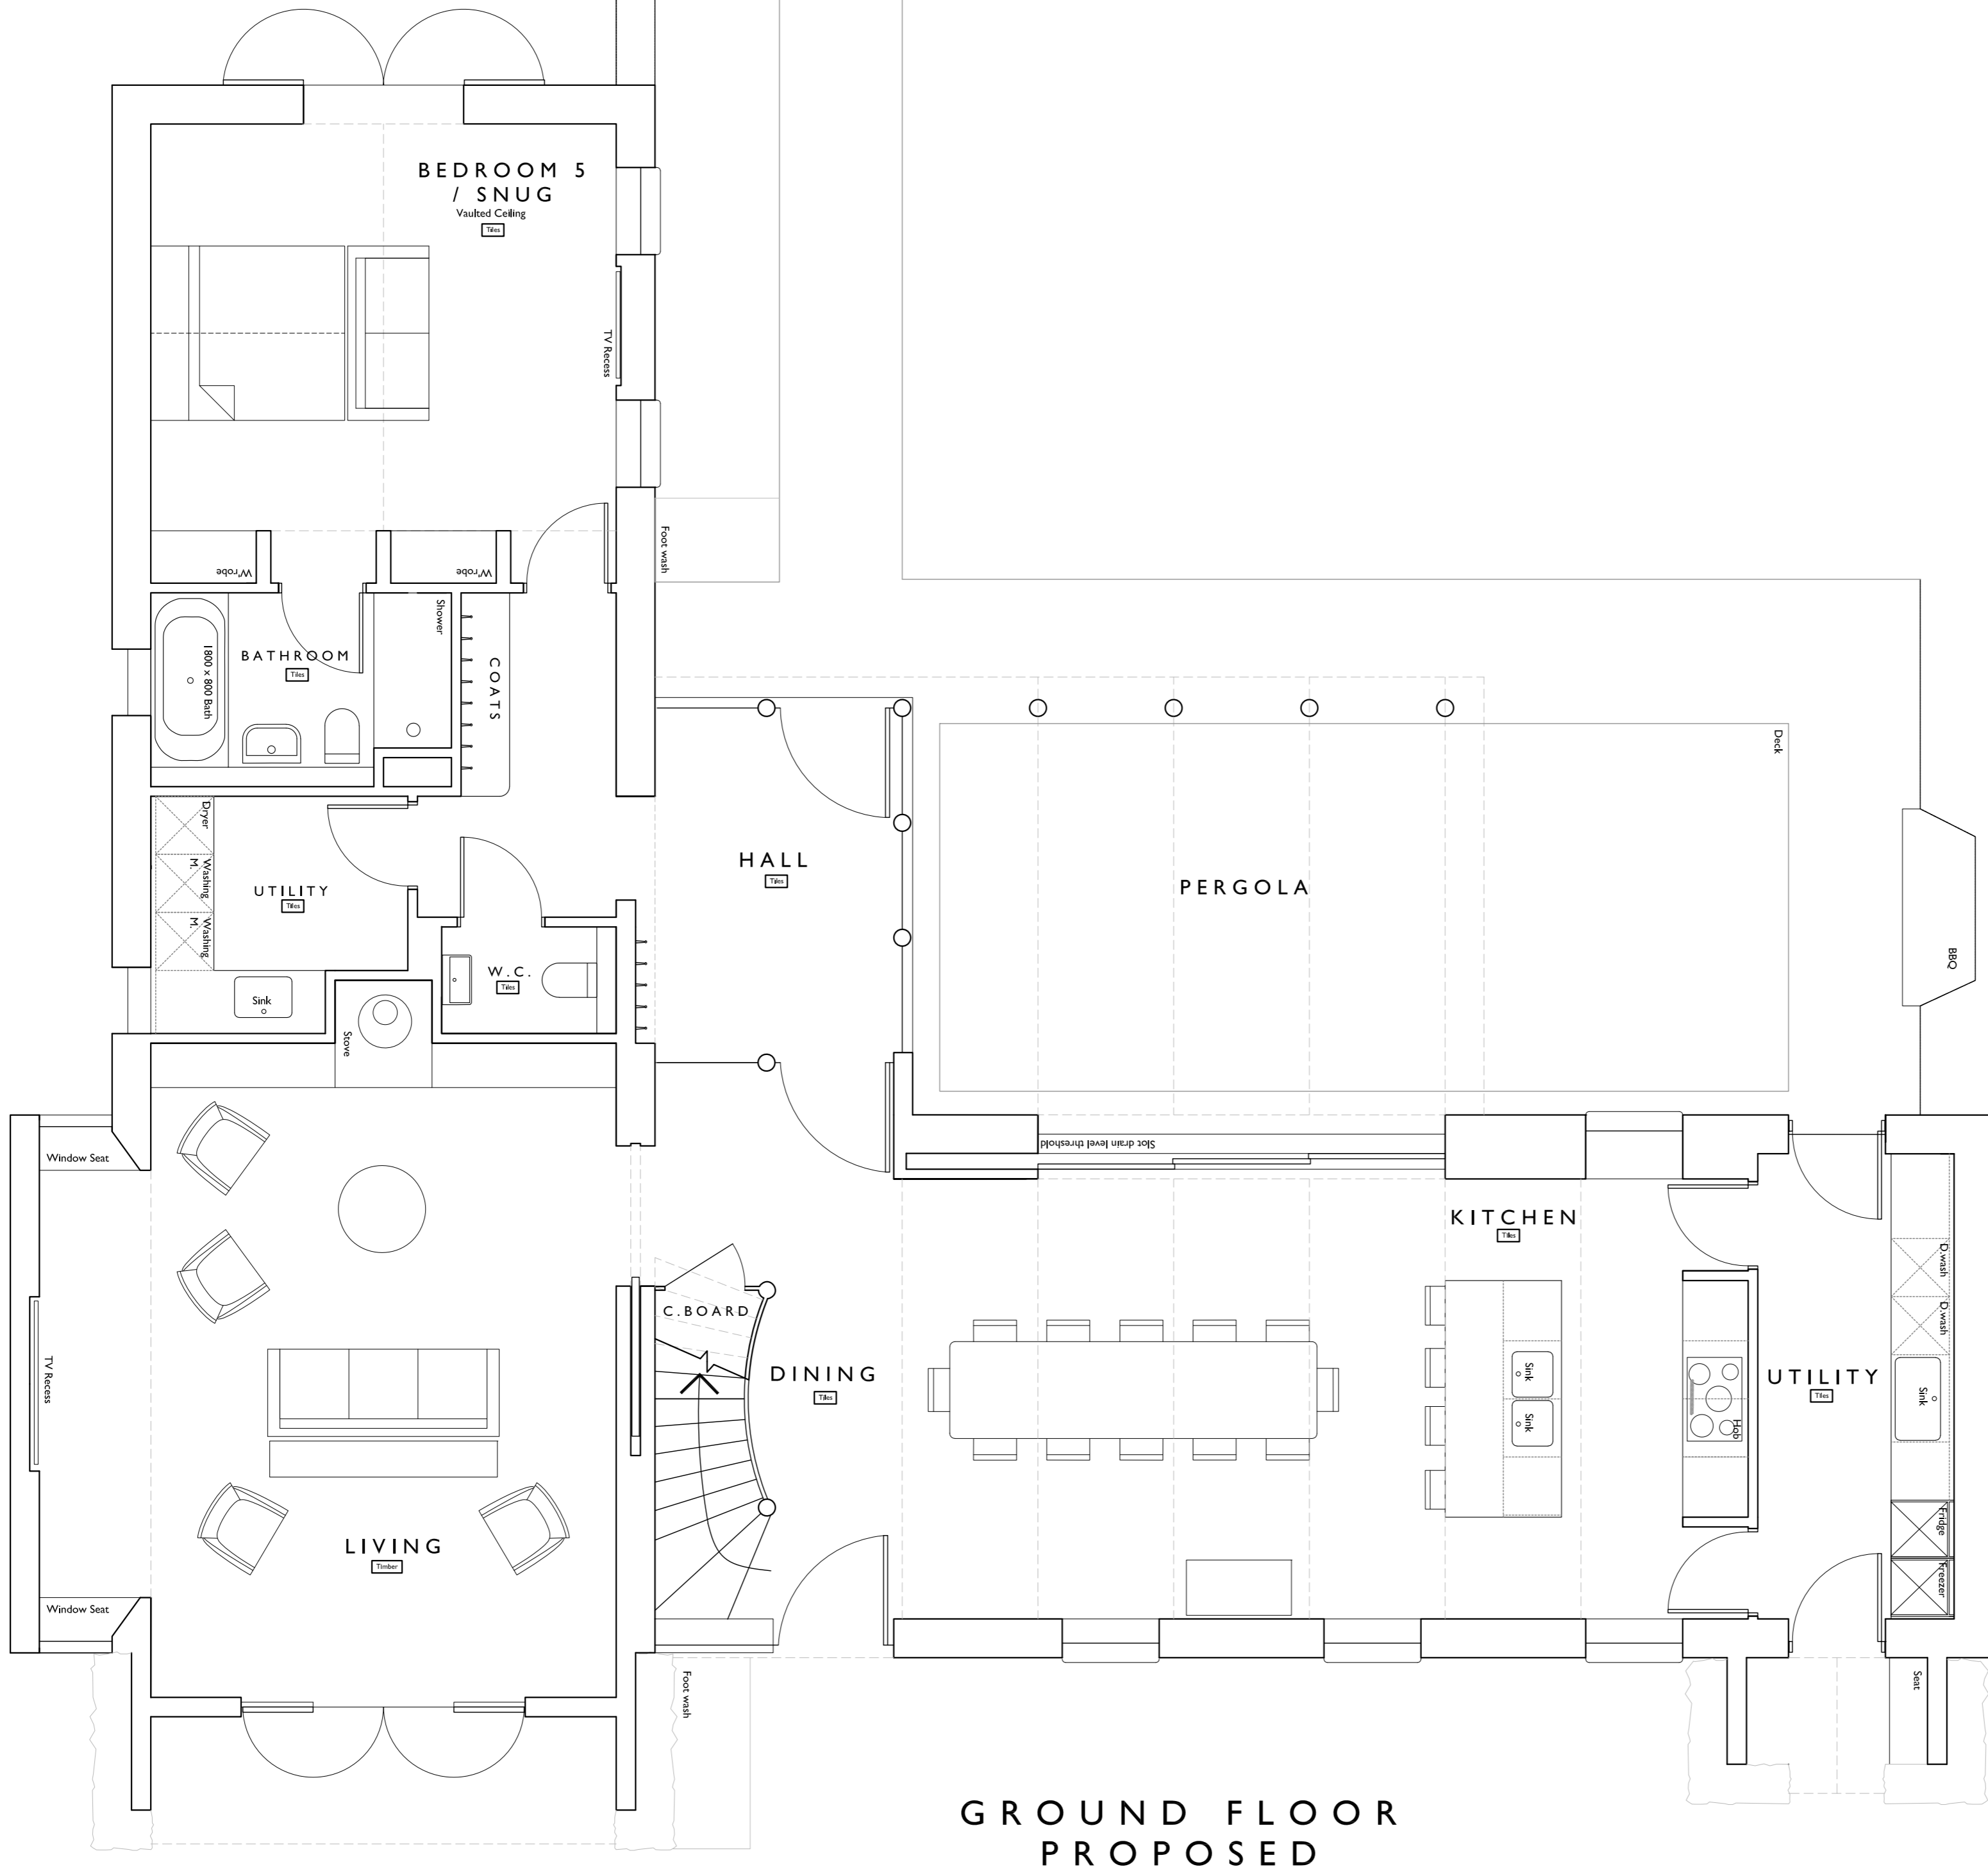 BEDROOM 5
/ SNUG
Vaulted Ceiling
Tiles
TV Recess
W'robe
W'robe
Foot wash
Shower
1800 x 800 Bath
BATHROOM
Tiles
COATS
Deck
Dryer
Washing
M.
Washing
M.
UTILITY
Tiles
HALL
Tiles
PERGOLA
BBQ
W.C.
Tiles
Sink
Stove
Window Seat
Slot drain level threshold
KITCHEN
Tiles
D.wash
D.wash
C.BOARD
TV Recess
DINING
Tiles
Sink
Sink
Hob
UTILITY
Tiles
Sink
Fridge
Freezer
LIVING
Timber
Window Seat
Foot wash
Seat
GROUND FLOOR
PROPOSED